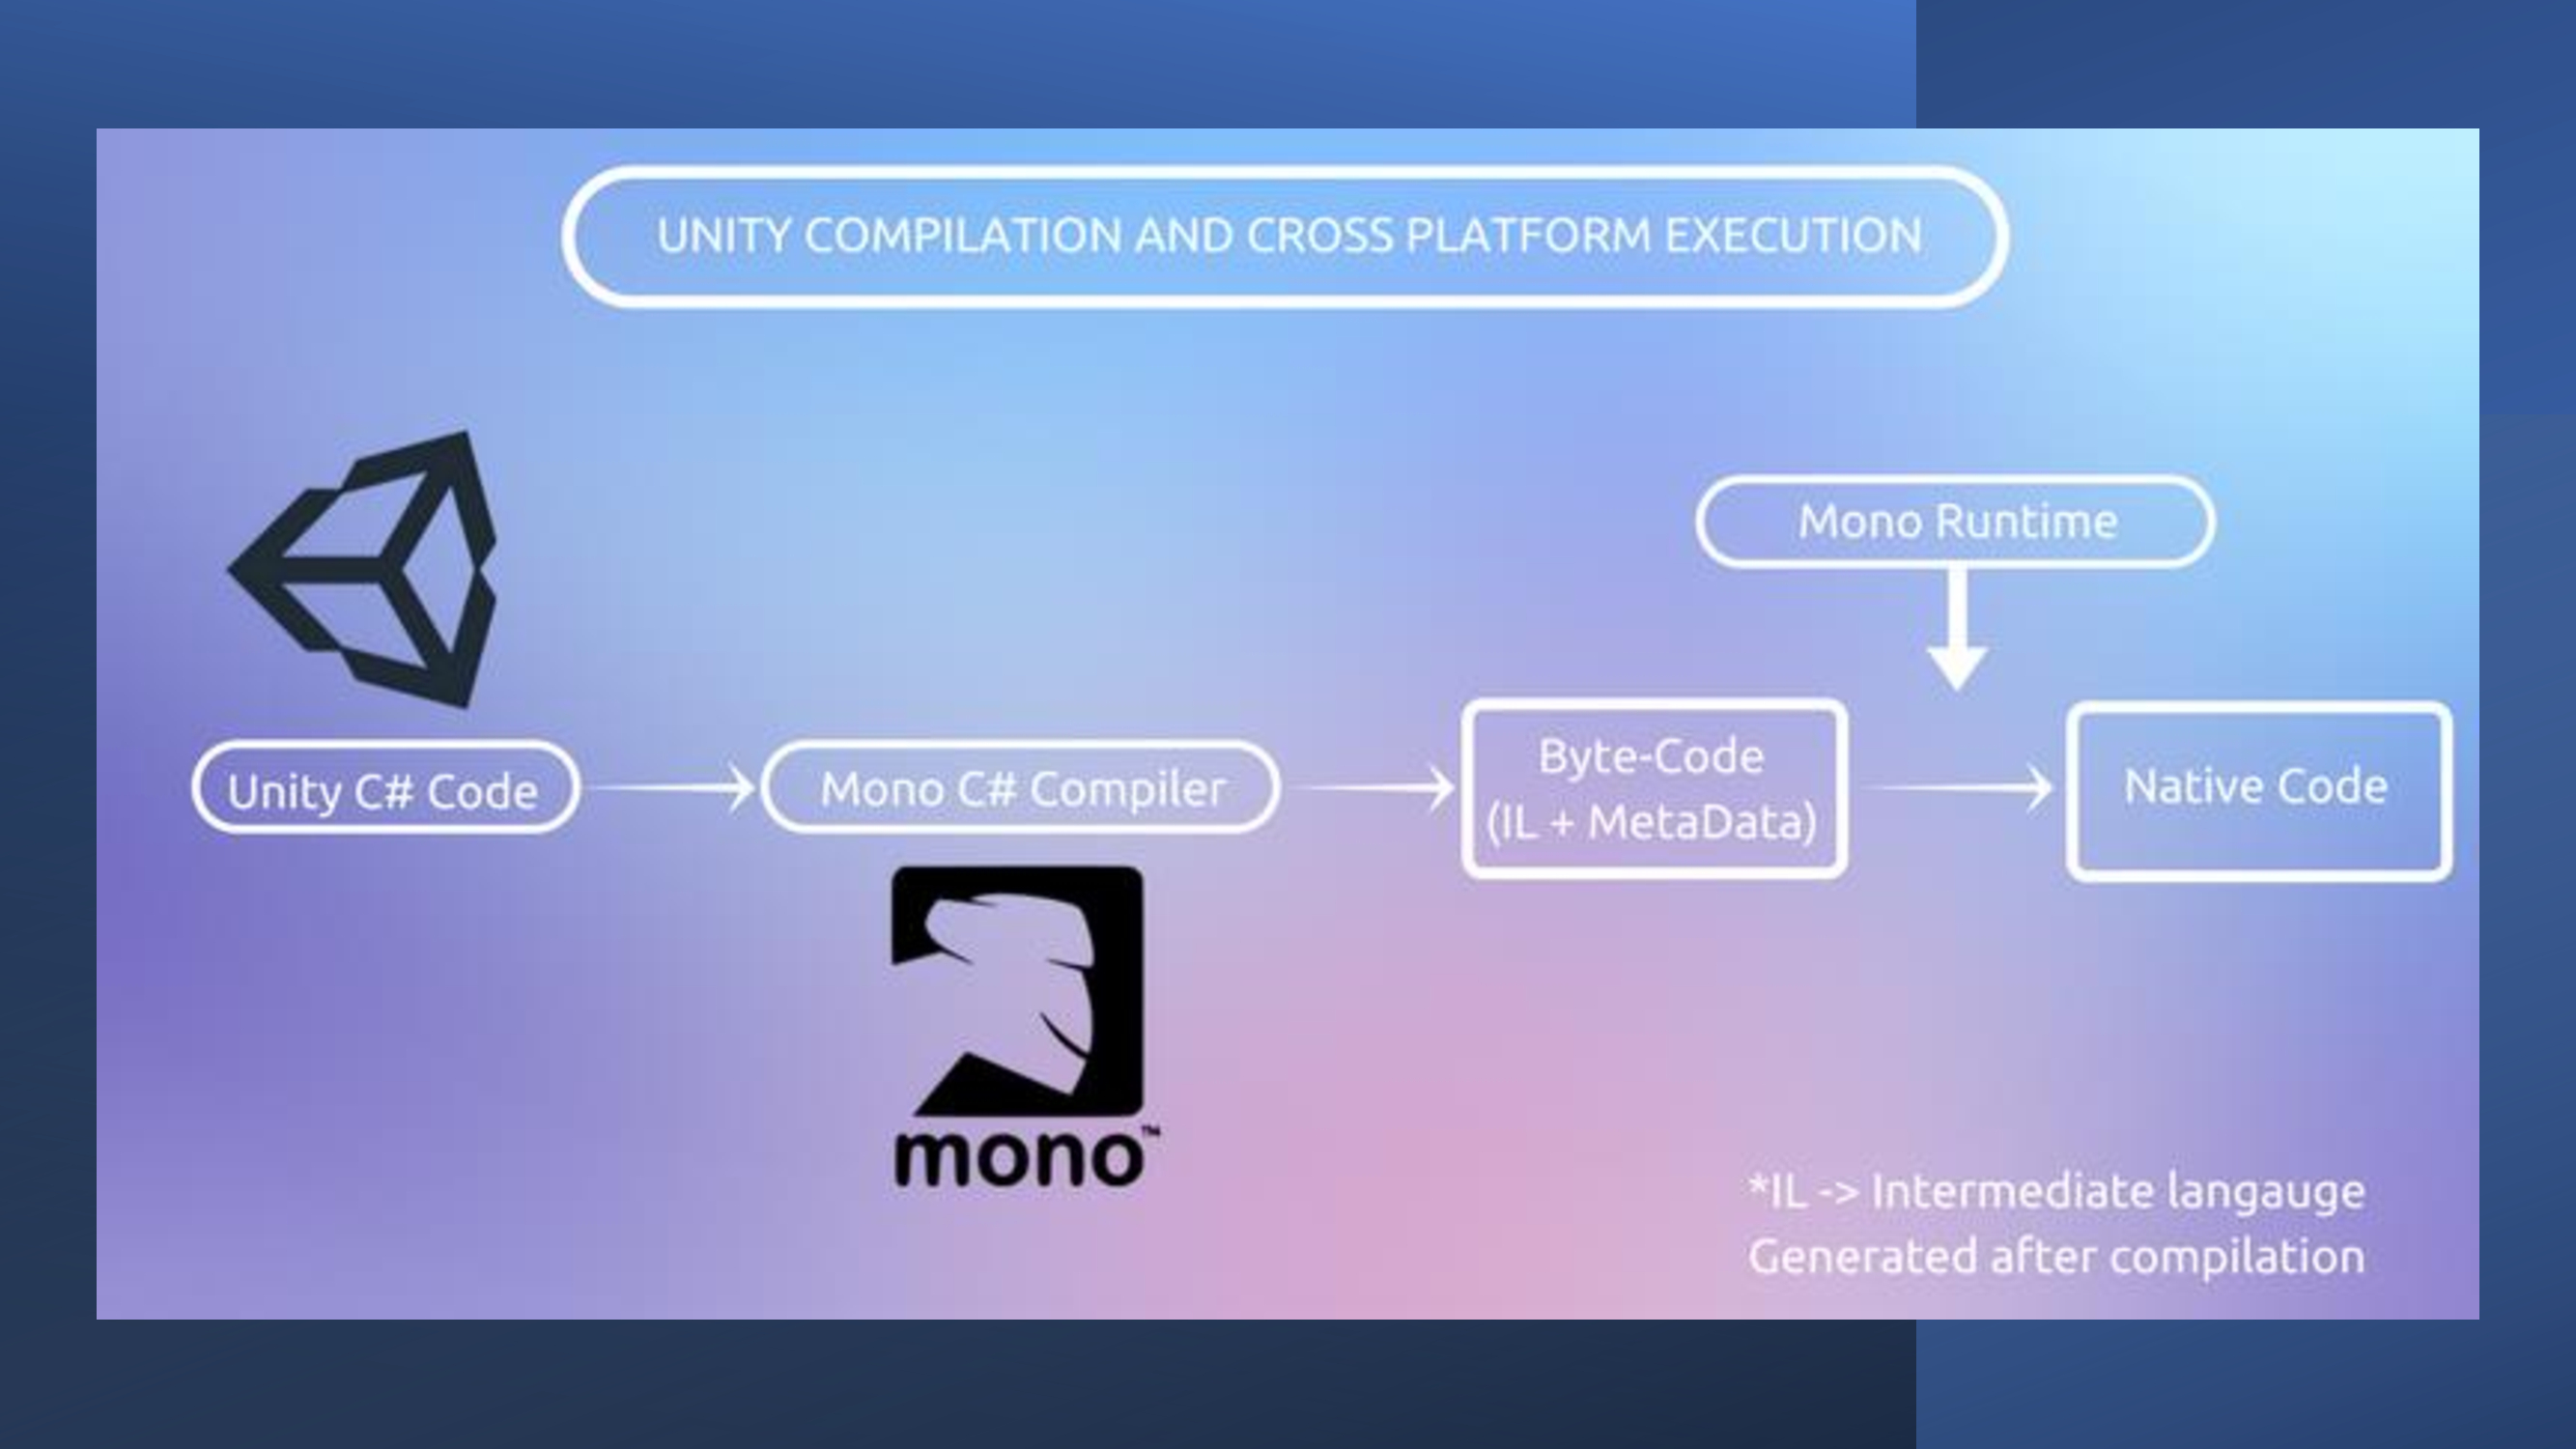 UNITY COMPILATION AND CROSS PLATFORM EXECUTION
Mono Runtime
Unity C# Code
Mono C# Compiler
Byte-Code
(IL + MetaData)
Native Code
mono™
*IL -> Intermediate langauge
Generated after compilation